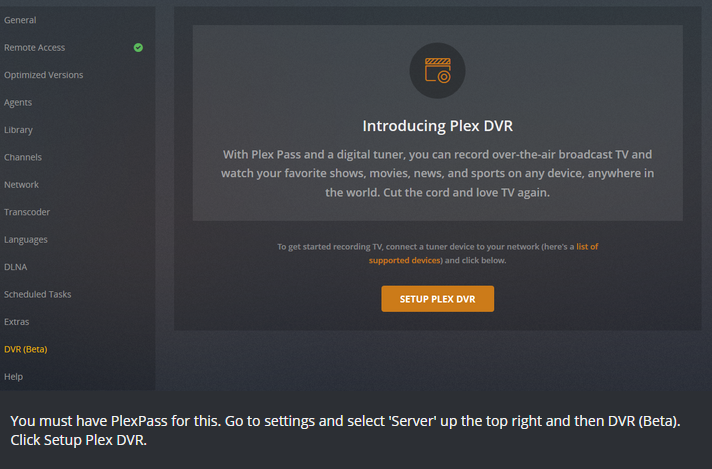 General
Remote Access
Optimized Versions
Agents
Library
Channels
Network
Transcoder
Languages
DLNA
Scheduled Tasks
Extras
DVR (Beta)
Help
Introducing Plex DVR
With Plex Pass and a digital tuner, you can record over-the-air broadcast TV and
watch your favorite shows, movies, news, and sports on any device, anywhere in
the world. Cut the cord and love TV again.
To get started recording TV, connect a tuner device to your network (here's a list of
supported devices) and click below.
SETUP PLEX DVR
You must have PlexPass for this. Go to settings and select 'Server' up the top right and then DVR (Beta).
Click Setup Plex DVR.